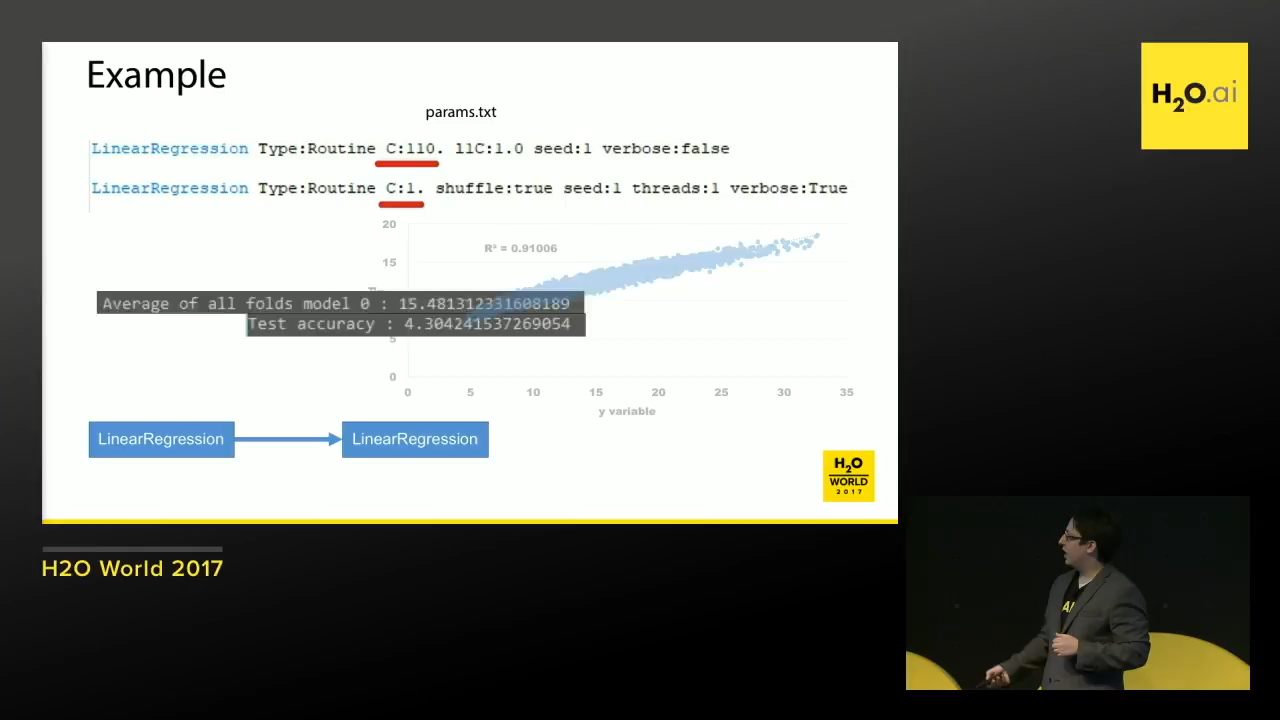 Example
params.txt
LinearRegression Type:Routine C:110. l1C:1.0 seed:1 verbose:false
LinearRegression Type:Routine C:1. shuffle:true seed:1 threads:1 verbose:True
20
R² = 0.91006
15
Average of all folds model 0 : 15.481312331608189
Test accuracy : 4.304241537269054
5
0
0 5 10 15 20 25 30 35
y variable
LinearRegression
LinearRegression
H2O
WORLD
2017
H2O.ai
H2O World 2017
AI